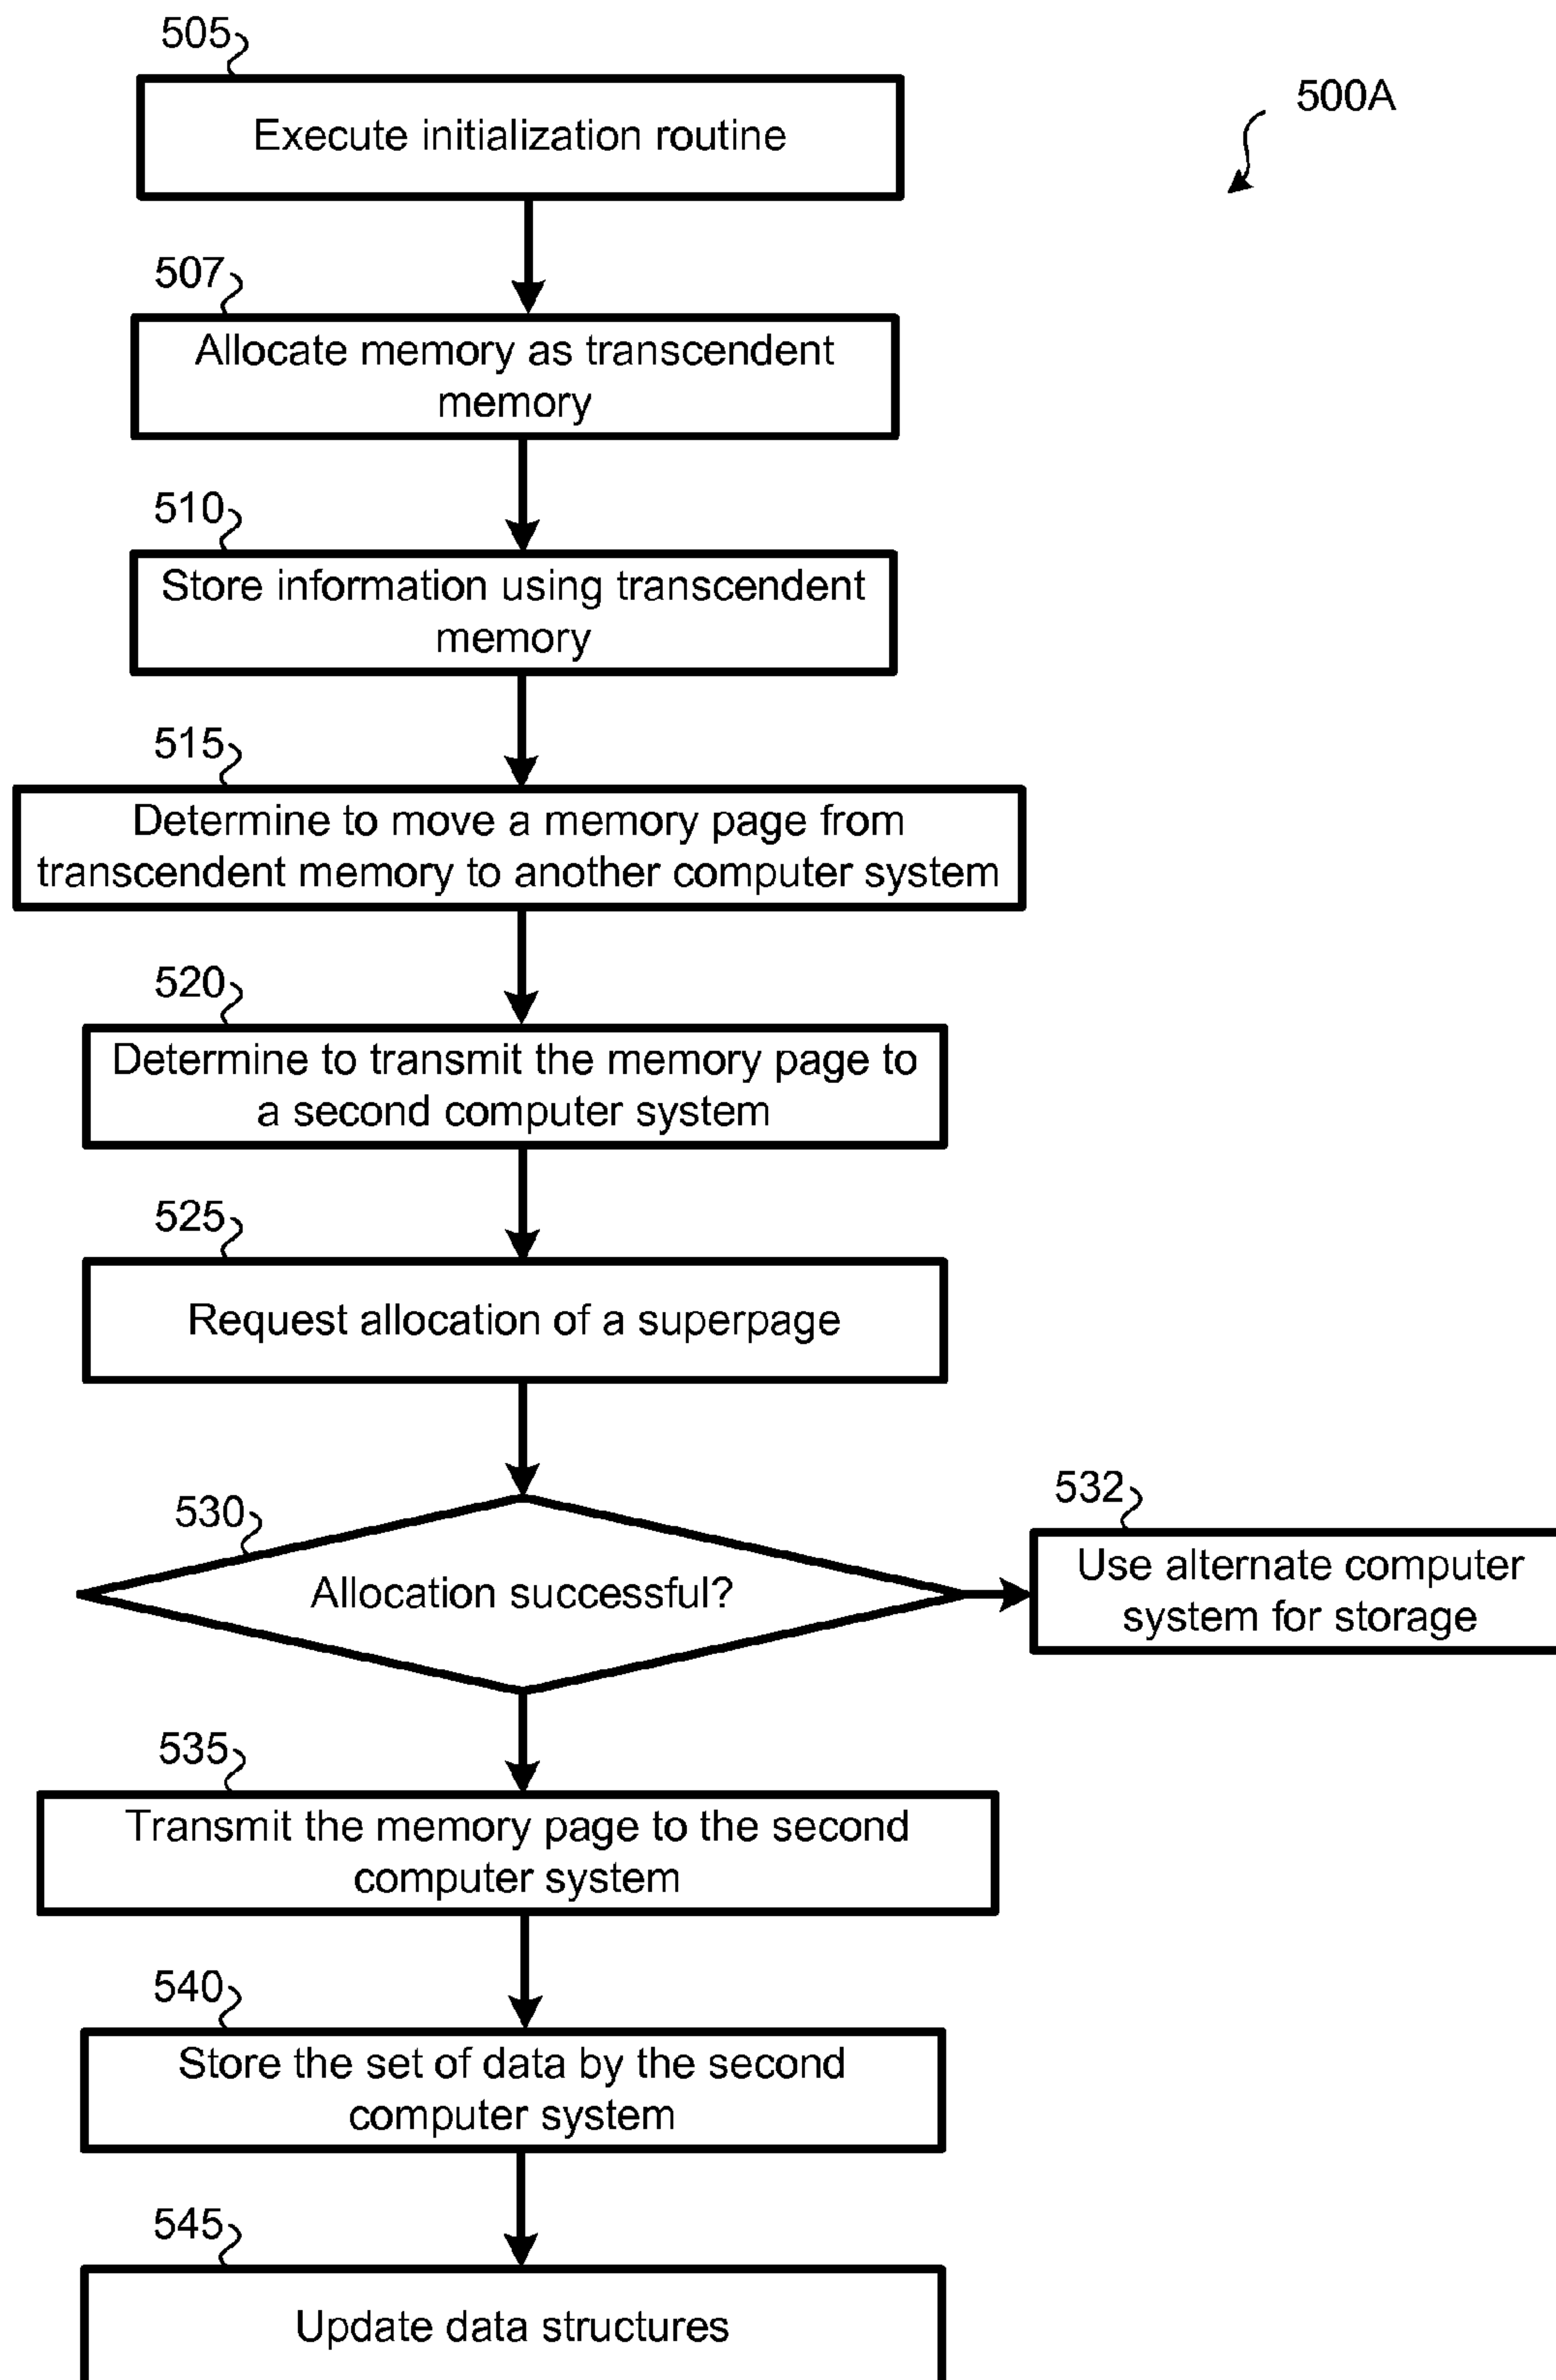 505
500A
Execute initialization routine
507
Allocate memory as transcendent
memory
510
Store information using transcendent
memory
515
Determine to move a memory page from
transcendent memory to another computer system
520
Determine to transmit the memory page to
a second computer system
525
Request allocation of a superpage
530
Allocation successful?
532
Use alternate computer
system for storage
535
Transmit the memory page to the second
computer system
540
Store the set of data by the second
computer system
545
Update data structures